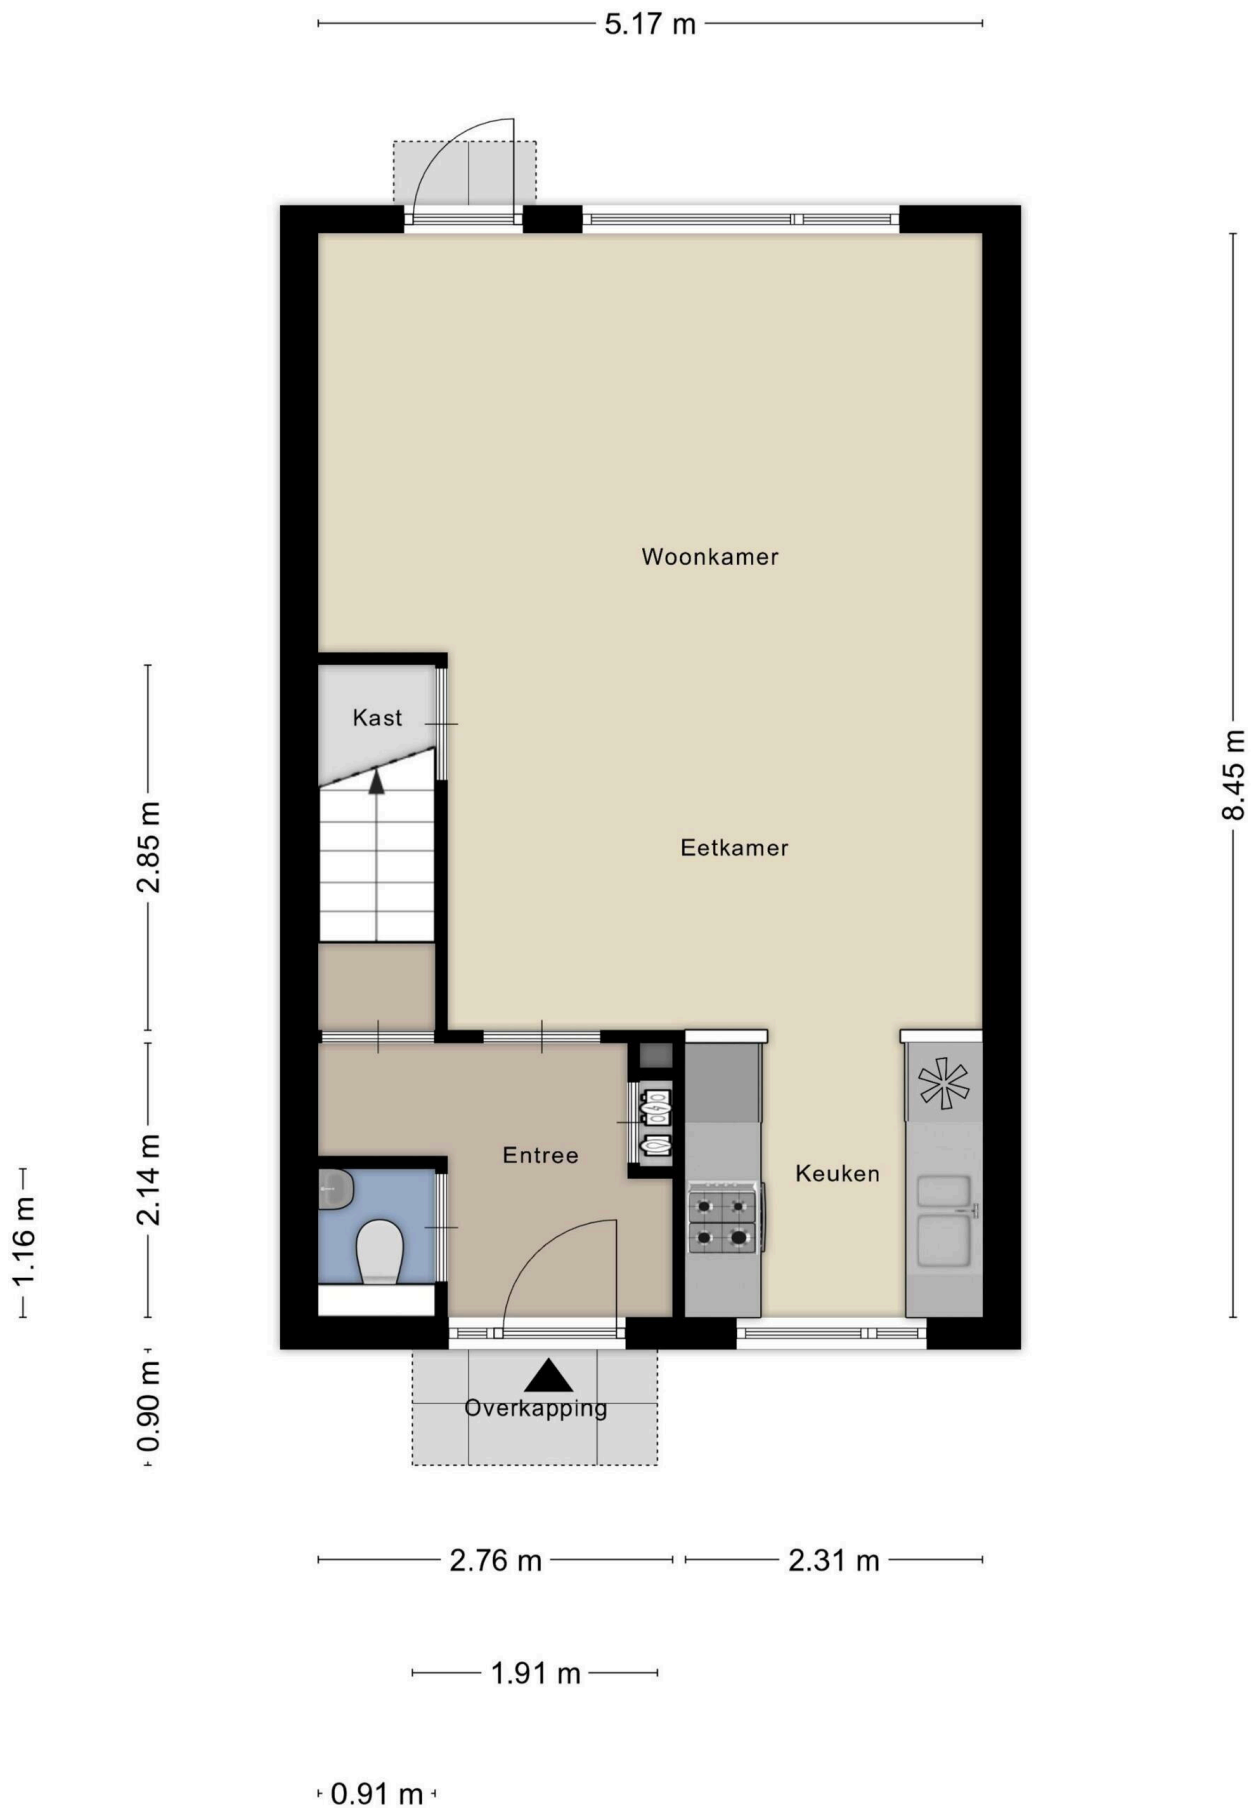 5.17 m
Woonkamer
Kast
Eetkamer
2.85 m
8.45 m
Entree
Keuken
2.14 m
1.16 m
0.90 m
Overkapping
2.76 m
2.31 m
1.91 m
0.91 m